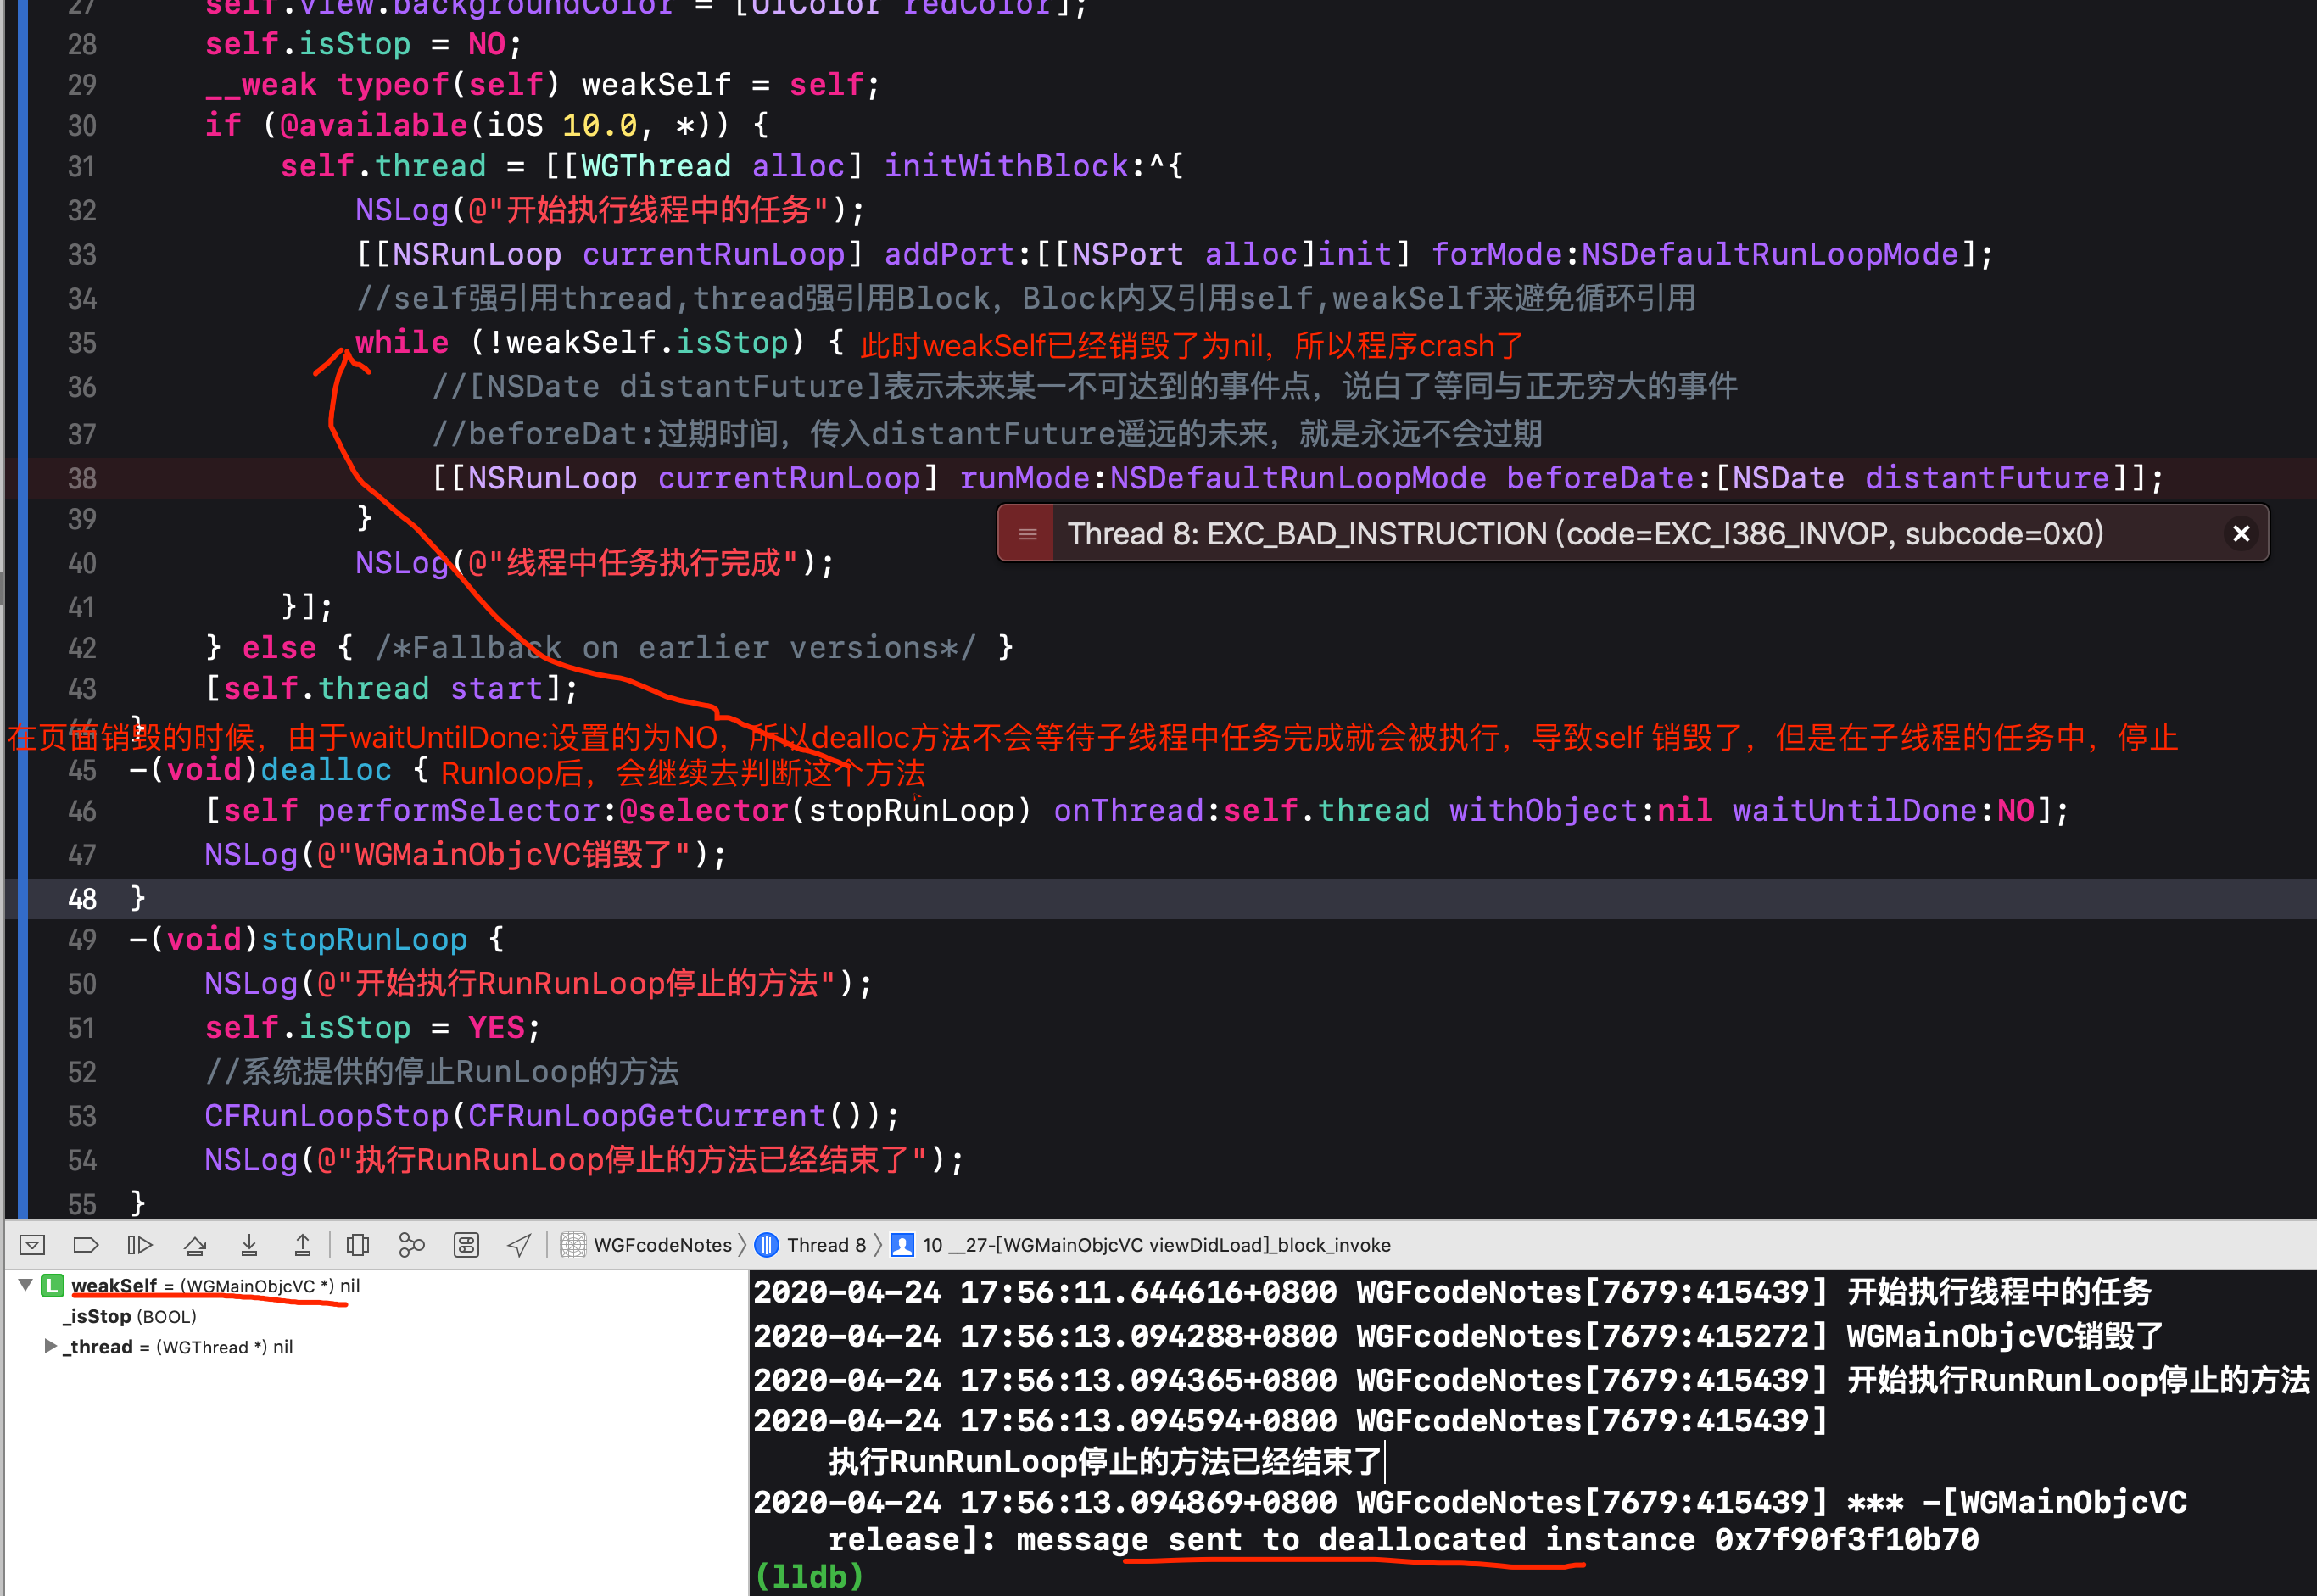 27 self.view.backgroundColor = [UIColor redColor];
28 self.isStop = NO;
29 __weak typeof(self) weakSelf = self;
30 if (@available(iOS 10.0, *)) {
31 self.thread = [[WGThread alloc] initWithBlock:^{
32 NSLog(@"开始执行线程中的任务");
33 [[NSRunLoop currentRunLoop] addPort:[[NSPort alloc]init] forMode:NSDefaultRunLoopMode];
34 //self强引用thread,thread强引用Block，Block内又引用self,weakSelf来避免循环引用
35 while (!weakSelf.isStop) { 此时weakSelf已经销毁了为nil，所以程序crash了
36 //[NSDate distantFuture]表示未来某一不可达到的事件点，说白了等同与正无穷大的事件
37 //beforeDat:过期时间，传入distantFuture遥远的未来，就是永远不会过期
38 [[NSRunLoop currentRunLoop] runMode:NSDefaultRunLoopMode beforeDate:[NSDate distantFuture]];
39 }
Thread 8: EXC_BAD_INSTRUCTION (code=EXC_I386_INVOP, subcode=0x0)
40 NSLog(@"线程中任务执行完成");
41 }];
42 } else { /*Fallback on earlier versions*/ }
43 [self.thread start];
44 }
在页面销毁的时候，由于waitUntilDone:设置的为NO，所以dealloc方法不会等待子线程中任务完成就会被执行，导致self 销毁了，但是在子线程的任务中，停止
45 -(void)dealloc { Runloop后，会继续去判断这个方法
46 [self performSelector:@selector(stopRunLoop) onThread:self.thread withObject:nil waitUntilDone:NO];
47 NSLog(@"WGMainObjcVC销毁了");
48 }
49 -(void)stopRunLoop {
50 NSLog(@"开始执行RunRunLoop停止的方法");
51 self.isStop = YES;
52 //系统提供的停止RunLoop的方法
53 CFRunLoopStop(CFRunLoopGetCurrent());
54 NSLog(@"执行RunRunLoop停止的方法已经结束了");
55 }
WGFcodeNotes Thread 8 10 __27-[WGMainObjcVC viewDidLoad]_block_invoke
L weakSelf = (WGMainObjcVC *) nil
_isStop (BOOL)
_thread = (WGThread *) nil
2020-04-24 17:56:11.644616+0800 WGFcodeNotes[7679:415439] 开始执行线程中的任务
2020-04-24 17:56:13.094288+0800 WGFcodeNotes[7679:415272] WGMainObjcVC销毁了
2020-04-24 17:56:13.094365+0800 WGFcodeNotes[7679:415439] 开始执行RunRunLoop停止的方法
2020-04-24 17:56:13.094594+0800 WGFcodeNotes[7679:415439]
执行RunRunLoop停止的方法已经结束了
2020-04-24 17:56:13.094869+0800 WGFcodeNotes[7679:415439] *** -[WGMainObjcVC
release]: message sent to deallocated instance 0x7f90f3f10b70
(lldb)